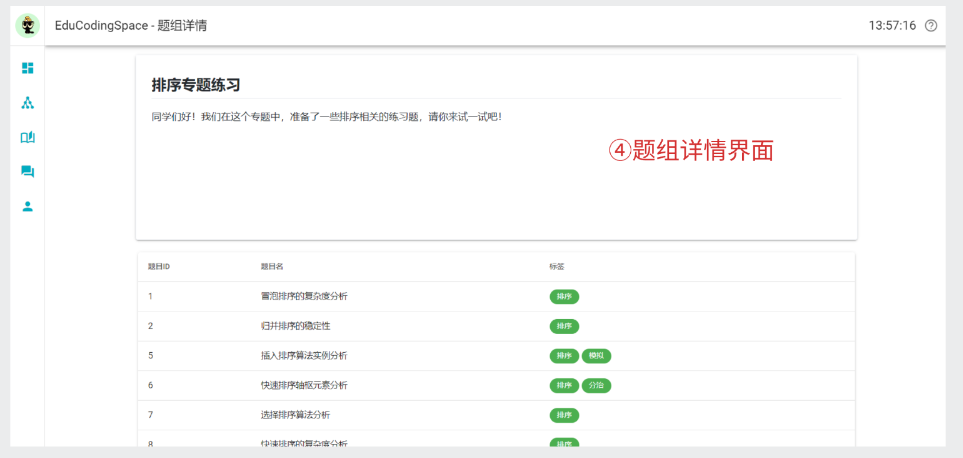 EduCodingSpace - 题组详情
13:57:16
排序专题练习
同学们好！我们在这个专题中，准备了一些排序相关的练习题，请你来试一试吧！
④题组详情界面
题目ID 题目名 标签
1 冒泡排序的复杂度分析 排序
2 归并排序的稳定性 排序
5 插入排序算法实例分析 排序 模拟
6 快速排序轴枢元素分析 排序 分治
7 选择排序算法分析 排序
8 快速排序的复杂度分析 排序